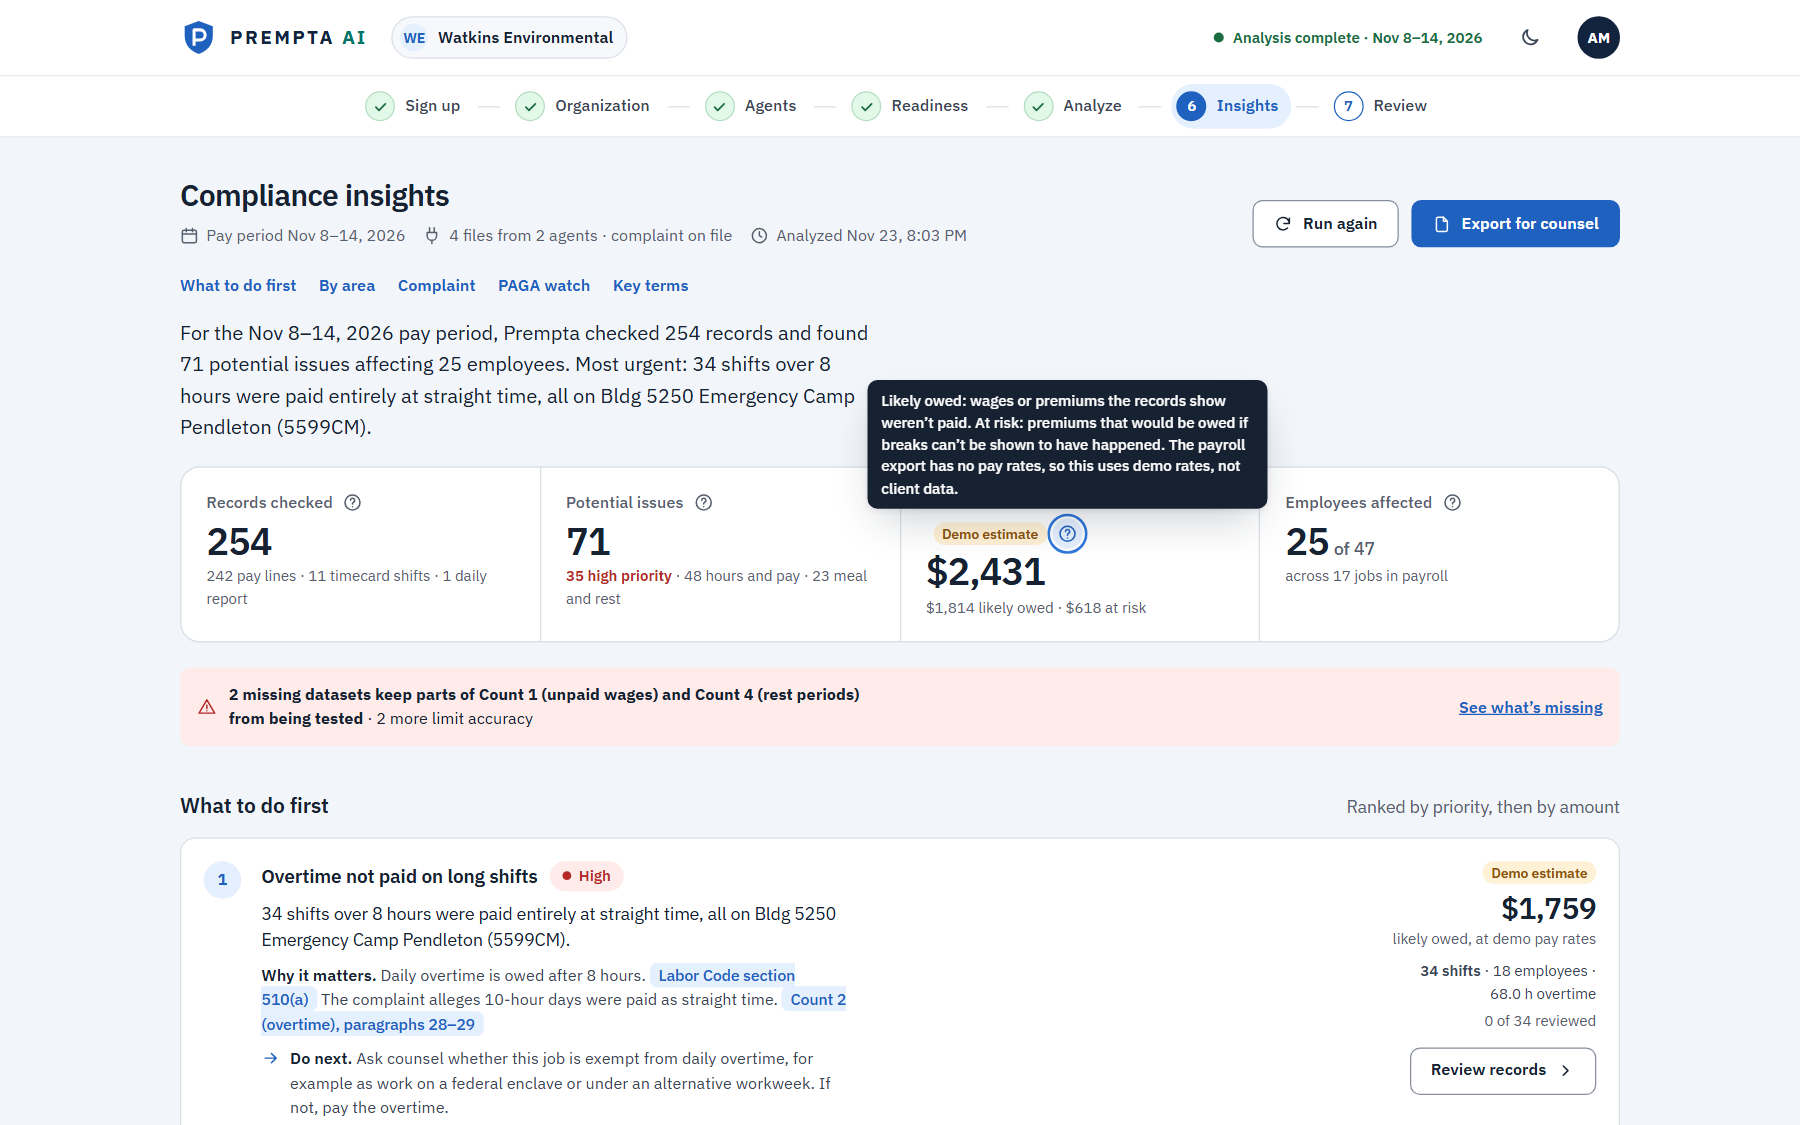 PREMPTA AI
WE Watkins Environmental
Analysis complete · Nov 8–14, 2026
AM
Sign up
Organization
Agents
Readiness
Analyze
6 Insights
7 Review
Compliance insights
Pay period Nov 8–14, 2026
4 files from 2 agents · complaint on file
Analyzed Nov 23, 8:03 PM
Run again
Export for counsel
What to do first
By area
Complaint
PAGA watch
Key terms
For the Nov 8–14, 2026 pay period, Prempta checked 254 records and found
71 potential issues affecting 25 employees. Most urgent: 34 shifts over 8
hours were paid entirely at straight time, all on Bldg 5250 Emergency Camp
Pendleton (5599CM).
Likely owed: wages or premiums the records show
weren’t paid. At risk: premiums that would be owed if
breaks can’t be shown to have happened. The payroll
export has no pay rates, so this uses demo rates, not
client data.
Records checked
254
242 pay lines · 11 timecard shifts · 1 daily
report
Potential issues
71
35 high priority · 48 hours and pay · 23 meal
and rest
Demo estimate
$2,431
$1,814 likely owed · $618 at risk
Employees affected
25 of 47
across 17 jobs in payroll
2 missing datasets keep parts of Count 1 (unpaid wages) and Count 4 (rest periods)
from being tested · 2 more limit accuracy
See what’s missing
What to do first
Ranked by priority, then by amount
1
Overtime not paid on long shifts
High
34 shifts over 8 hours were paid entirely at straight time, all on Bldg 5250
Emergency Camp Pendleton (5599CM).
Why it matters. Daily overtime is owed after 8 hours. Labor Code section
510(a) The complaint alleges 10-hour days were paid as straight time. Count 2
(overtime), paragraphs 28–29
Do next. Ask counsel whether this job is exempt from daily overtime, for
example as work on a federal enclave or under an alternative workweek. If
not, pay the overtime.
Demo estimate
$1,759
likely owed, at demo pay rates
34 shifts · 18 employees ·
68.0 h overtime
0 of 34 reviewed
Review records